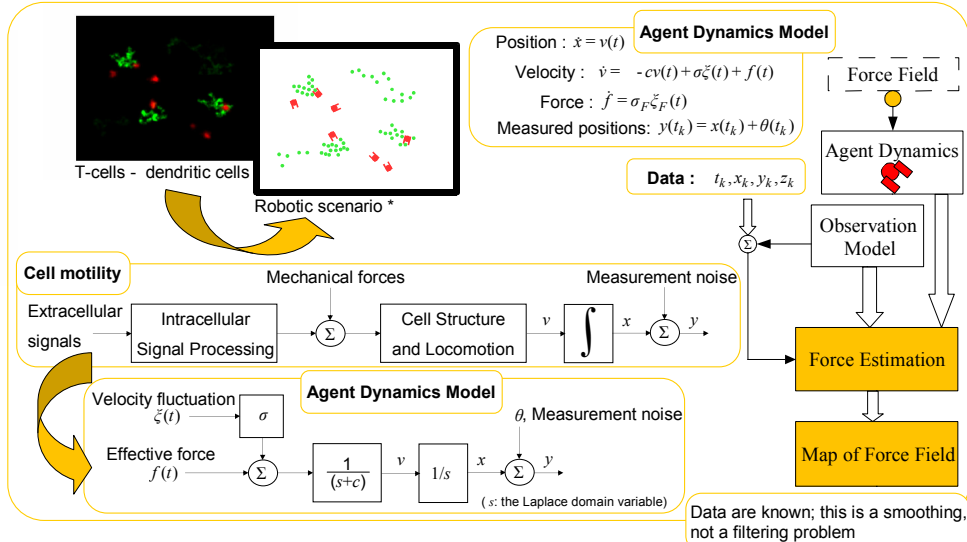 T-cells - dendritic cells
Robotic scenario *
Agent Dynamics Model
Position : ẋ = v(t)
Velocity : v̇ = -cv(t)+σξ(t)+f(t)
Force : ḟ = σ_F ξ_F(t)
Measured positions: y(t_k) = x(t_k)+θ(t_k)
Force Field
Agent Dynamics
Data : t_k, x_k, y_k, z_k
Σ
Observation
Model
Force Estimation
Map of Force Field
Cell motility
Mechanical forces
Measurement noise
Extracellular
signals
Intracellular
Signal Processing
Σ
Cell Structure
and Locomotion
v
∫
x
Σ
y
Agent Dynamics Model
Velocity fluctuation
ξ(t)
σ
θ, Measurement noise
Effective force
f(t)
Σ
1
(s+c)
v
1/s
x
Σ
y
( s: the Laplace domain variable)
Data are known; this is a smoothing,
not a filtering problem